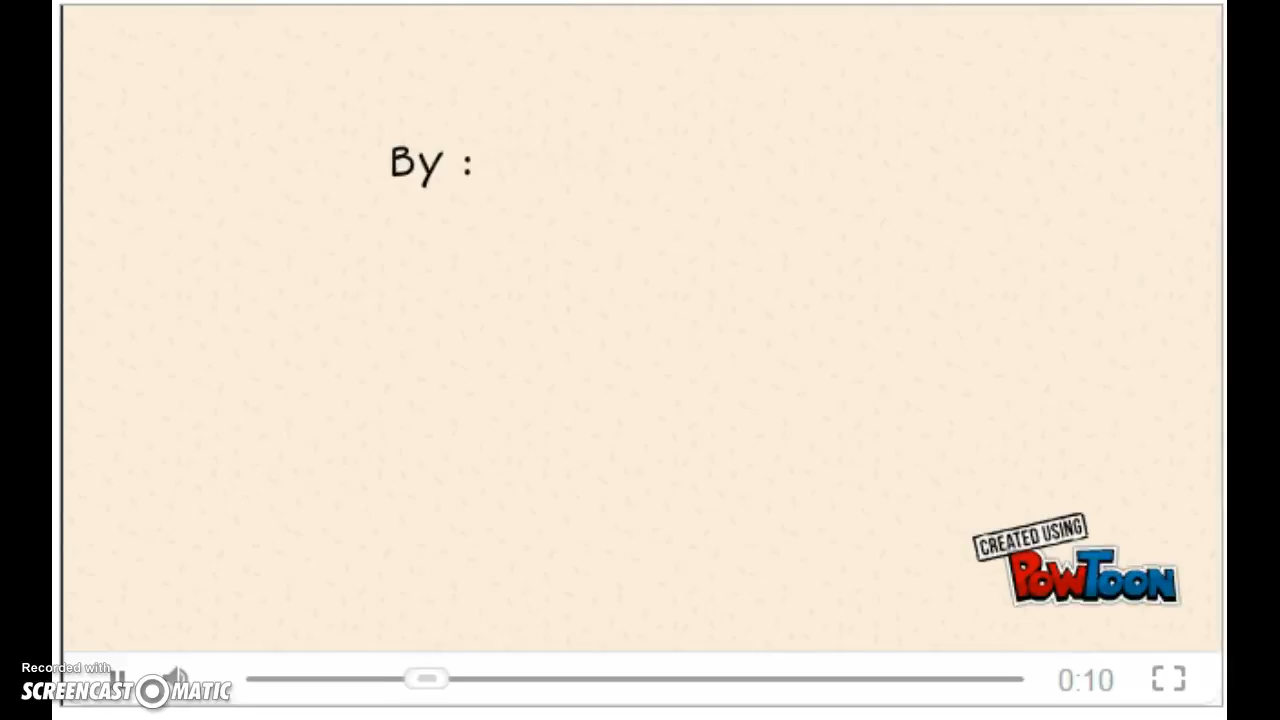 By :
CREATED USING
POWTOON
Recorded with
SCREENCAST MATIC
0:10